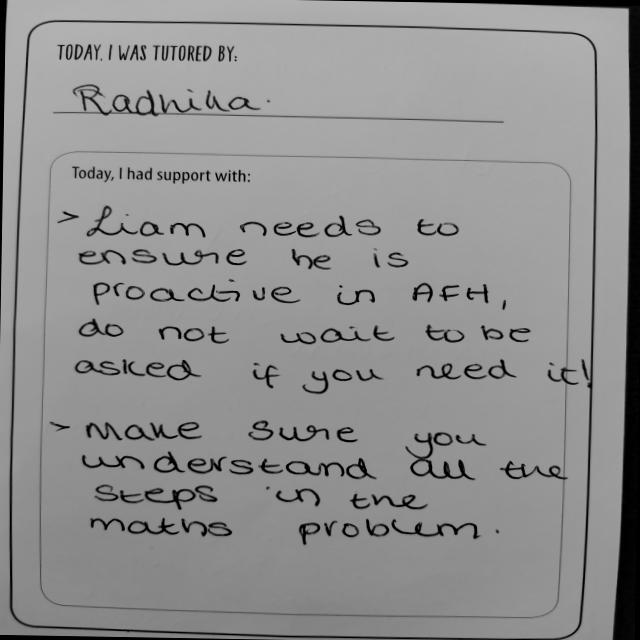 TODAY, I WAS TUTORED BY:
Radhika.
Today, I had support with:
> Liam needs to
ensure he is
proactive in AFH,
do not wait to be
asked if you need it!
> Make sure you
understand all the
steps in the
maths problem.